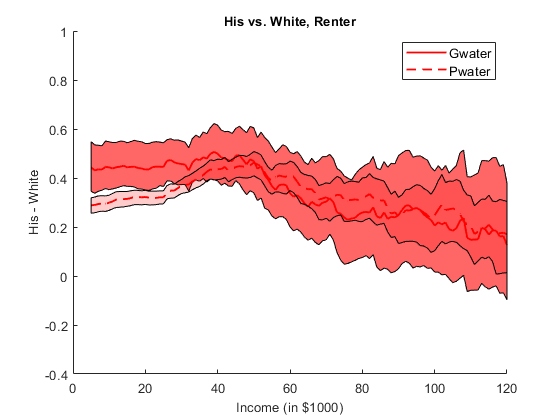 His vs. White, Renter
Gwater
Pwater
His - White
1
0.8
0.6
0.4
0.2
0
-0.2
-0.4
0 20 40 60 80 100 120
Income (in $1000)